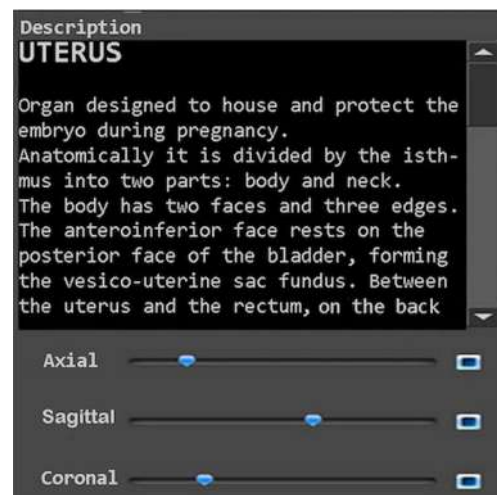 Description
UTERUS
Organ designed to house and protect the
embryo during pregnancy.
Anatomically it is divided by the isth-
mus into two parts: body and neck.
The body has two faces and three edges.
The anteroinferior face rests on the
posterior face of the bladder, forming
the vesico-uterine sac fundus. Between
the uterus and the rectum, on the back
Axial
Sagittal
Coronal